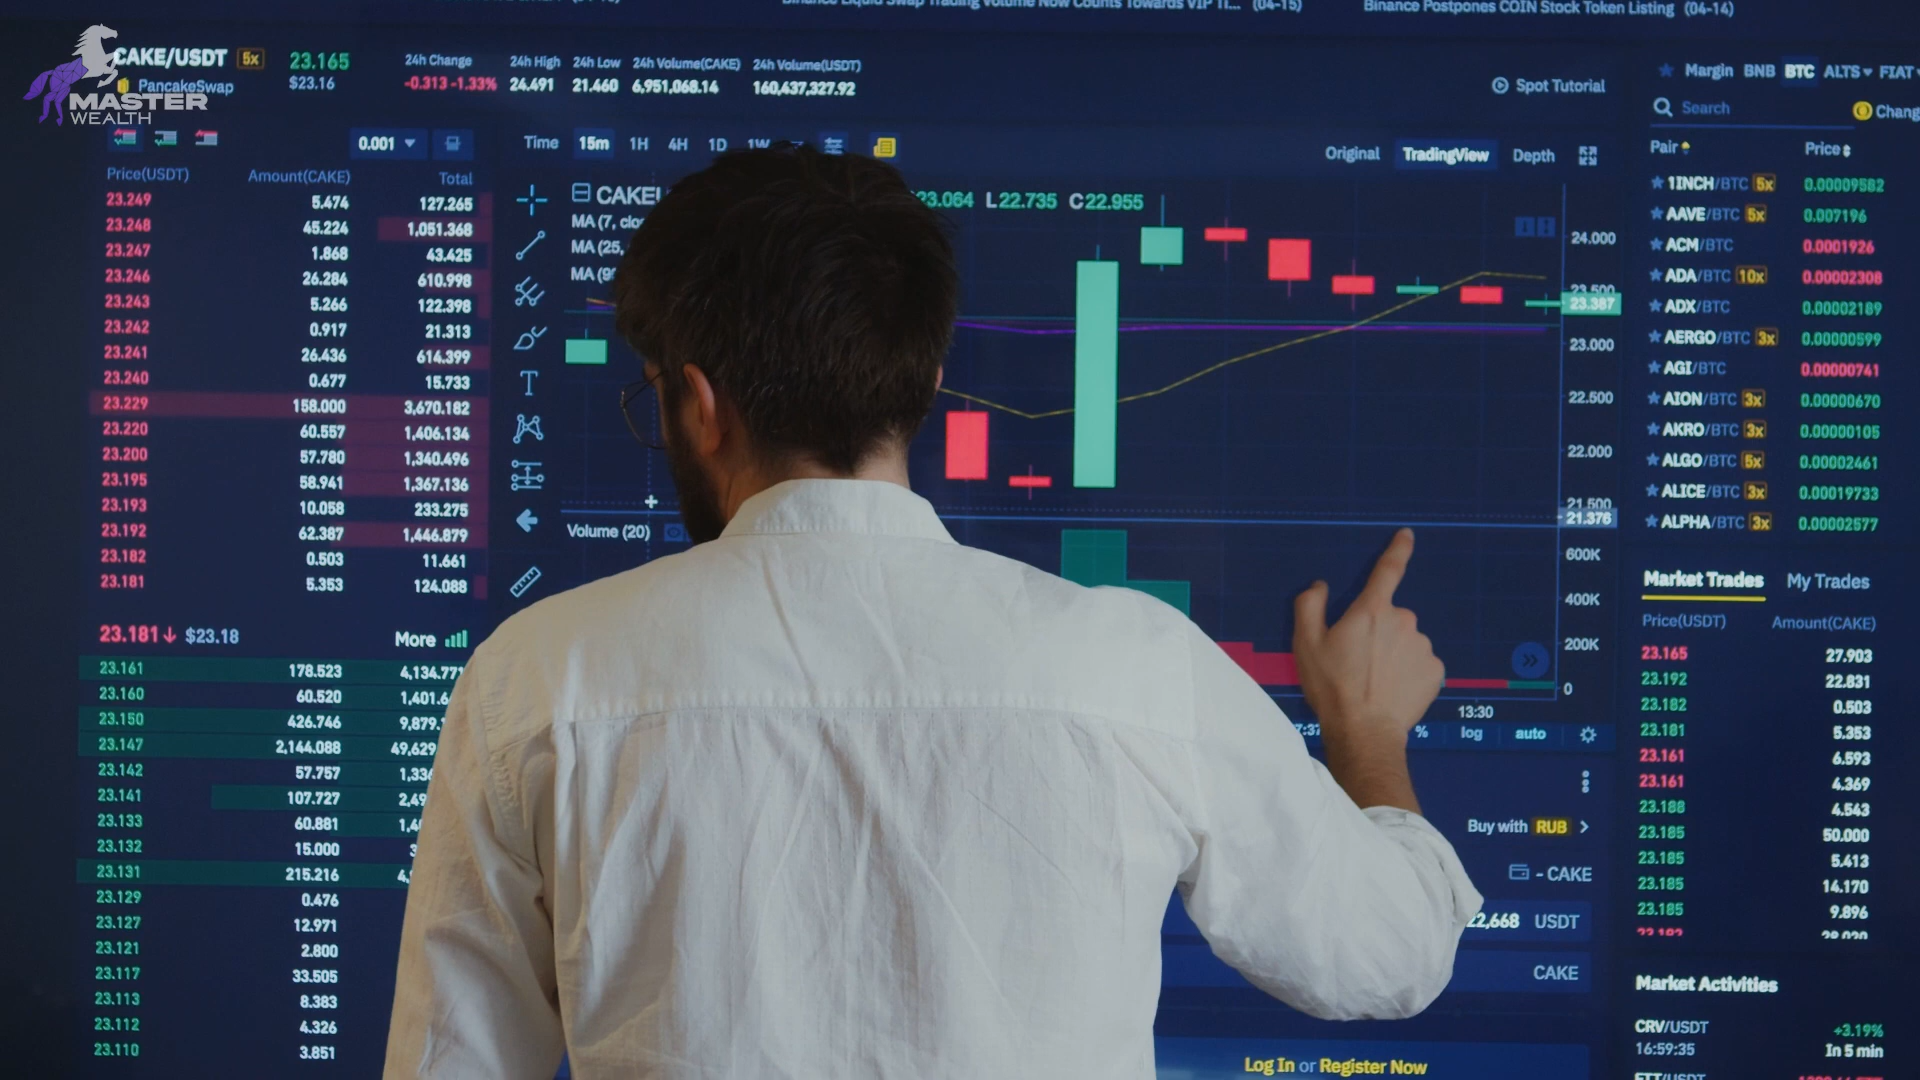 Binance Liquid Swap Trading Volume Now Counts Towards VIP Ti... (04-15)
Binance Postpones COIN Stock Token Listing (04-14)
MASTER
WEALTH
CAKE/USDT 5x 23.165
PancakeSwap $23.16
24h Change
-0.313 -1.33%
24h High
24.491
24h Low
21.460
24h Volume(CAKE)
6,951,068.14
24h Volume(USDT)
160,437,327.92
Spot Tutorial
0.001
Price(USDT) Amount(CAKE) Total
23.249 5.474 127.265
23.248 45.224 1,051.368
23.247 1.868 43.425
23.246 26.284 610.998
23.243 5.266 122.398
23.242 0.917 21.313
23.241 26.436 614.399
23.240 0.677 15.733
23.229 158.000 3,670.182
23.220 60.557 1,406.134
23.200 57.780 1,340.496
23.195 58.941 1,367.136
23.193 10.058 233.275
23.192 62.387 1,446.879
23.182 0.503 11.661
23.181 5.353 124.088
23.181↓ $23.18 More
23.161 178.523 4,134.771
23.160 60.520 1,401.6
23.150 426.746 9,879.
23.147 2,144.088 49,629
23.142 57.757 1,33
23.141 107.727 2,49
23.133 60.881 1,4
23.132 15.000
23.131 215.216 4,
23.129 0.476
23.127 12.971
23.121 2.800
23.117 33.505
23.113 8.383
23.112 4.326
23.110 3.851
Time 15m 1H 4H 1D 1W
Original TradingView Depth
CAKEU 23.064 L22.735 C22.955
MA (7, clo
MA (25,
MA (9
24.000
23.500
23.387
23.000
22.500
22.000
21.500
21.376
Volume (20)
600K
400K
200K
0
13:30
7:37 % log auto
Buy with RUB
- CAKE
22,668 USDT
CAKE
Log In or Register Now
Margin BNB BTC ALTS FIAT
Search Chang
Pair Price
1INCH/BTC 5x 0.00009582
AAVE/BTC 5x 0.007196
ACM/BTC 0.0001926
ADA/BTC 10x 0.00002308
ADX/BTC 0.00002189
AERGO/BTC 3x 0.00000599
AGI/BTC 0.00000741
AION/BTC 3x 0.00000670
AKRO/BTC 3x 0.00000105
ALGO/BTC 5x 0.00002461
ALICE/BTC 3x 0.00019733
ALPHA/BTC 3x 0.00002577
Market Trades My Trades
Price(USDT) Amount(CAKE)
23.165 27.903
23.192 22.831
23.182 0.503
23.181 5.353
23.161 6.593
23.161 4.369
23.188 4.543
23.185 50.000
23.185 5.413
23.185 14.170
23.185 9.896
Market Activities
CRV/USDT +3.19%
16:59:35 In 5 min